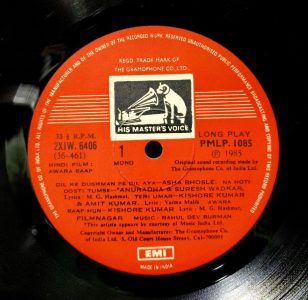 REGD. TRADE MARK OF
THE GRAMOPHONE CO. LTD.
HIS MASTER'S VOICE
33 ⅓ R.P.M.
2XJW. 6406
(36-461)
HINDI FILM:
AWARA BAAP
1
MONO
LONG PLAY
PMLP. 1085
℗ 1985
Original sound recording made by
The Gramophone Co. of India Ltd.
DIL KE DUSHMAN PE DIL AYA-ASHA BHOSLE. NA HOTI
DOSTI TUMSE-*ANURADHA & SURESH WADKAR,
Lyrics: M. G. Hashmat. TERI UMAR-KISHORE KUMAR
& AMIT KUMAR. Lyric: Varma Malik AWARA
BAAP HUN-KISHORE KUMAR. Lyric: M. G. Hashmat.
FILMNAGAR MUSIC: RAHUL DEV BURMAN
*This artiste appears by courtesy of Music India Ltd.
Copyright Owner and Manufacturer: The Gramophone Co. of
India Ltd. 5, Old Court House Street, Cal-700001
EMI
MADE IN INDIA